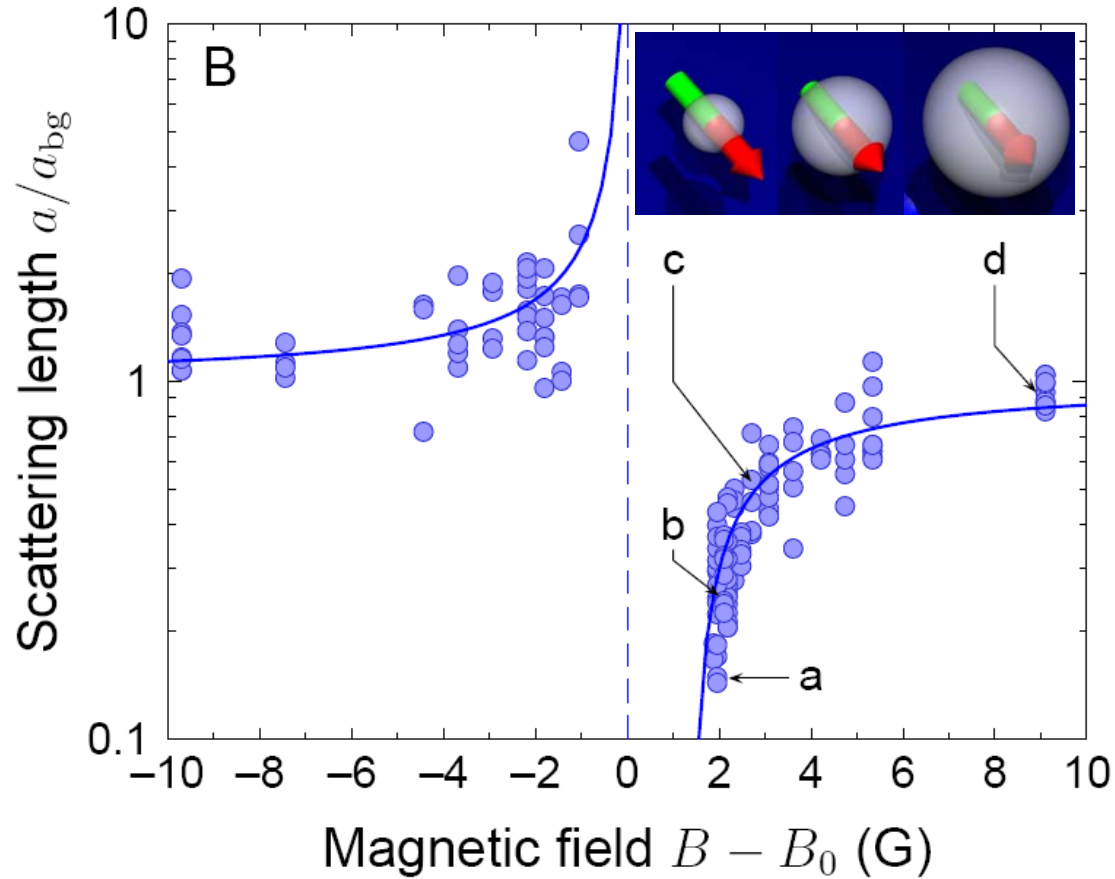 B
10
1
0.1
Scattering length a/a_bg
c
d
b
a
−10 −8 −6 −4 −2 0 2 4 6 8 10
Magnetic field B − B₀ (G)